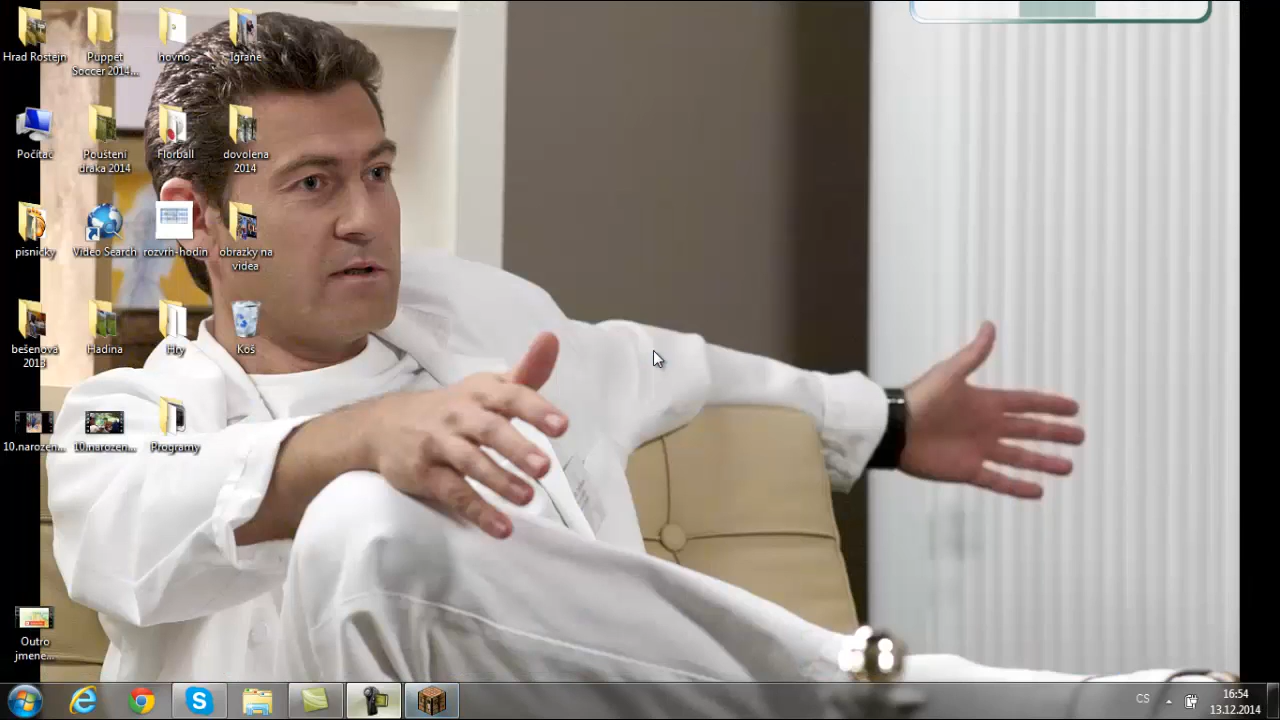 Hrad Rostejn
Puppet
Soccer 2014...
hovno
Igrane
Počítač
Pouštení
draka 2014
Florball
dovolena
2014
pisnicky
Video Search
rozvrh-hodin
obrazky na
videa
bešenová
2013
Hadina
Hry
Koš
10.narozen...
10.narozen...
Programy
Outro
jmene...
CS
16:54
13.12.2014